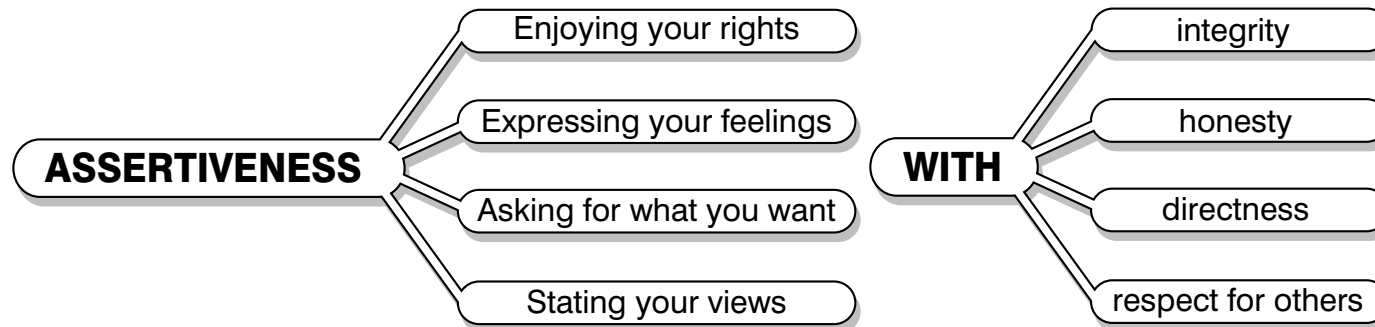 ASSERTIVENESS
Enjoying your rights
Expressing your feelings
Asking for what you want
Stating your views
WITH
integrity
honesty
directness
respect for others